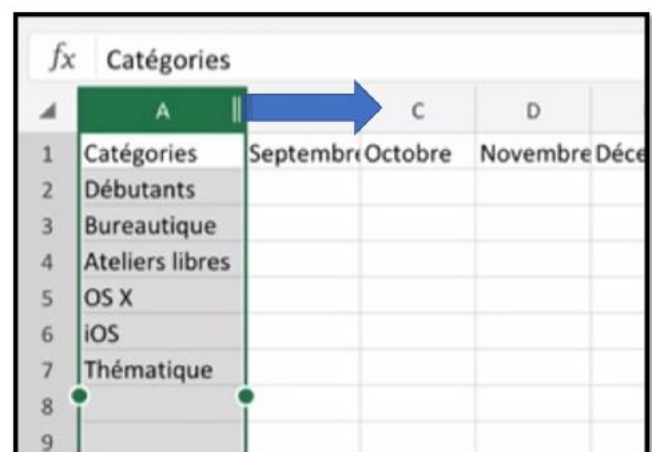 fx Catégories
A C D
1 Catégories Septembre Octobre Novembre Déce
2 Débutants
3 Bureautique
4 Ateliers libres
5 OS X
6 iOS
7 Thématique
8
9